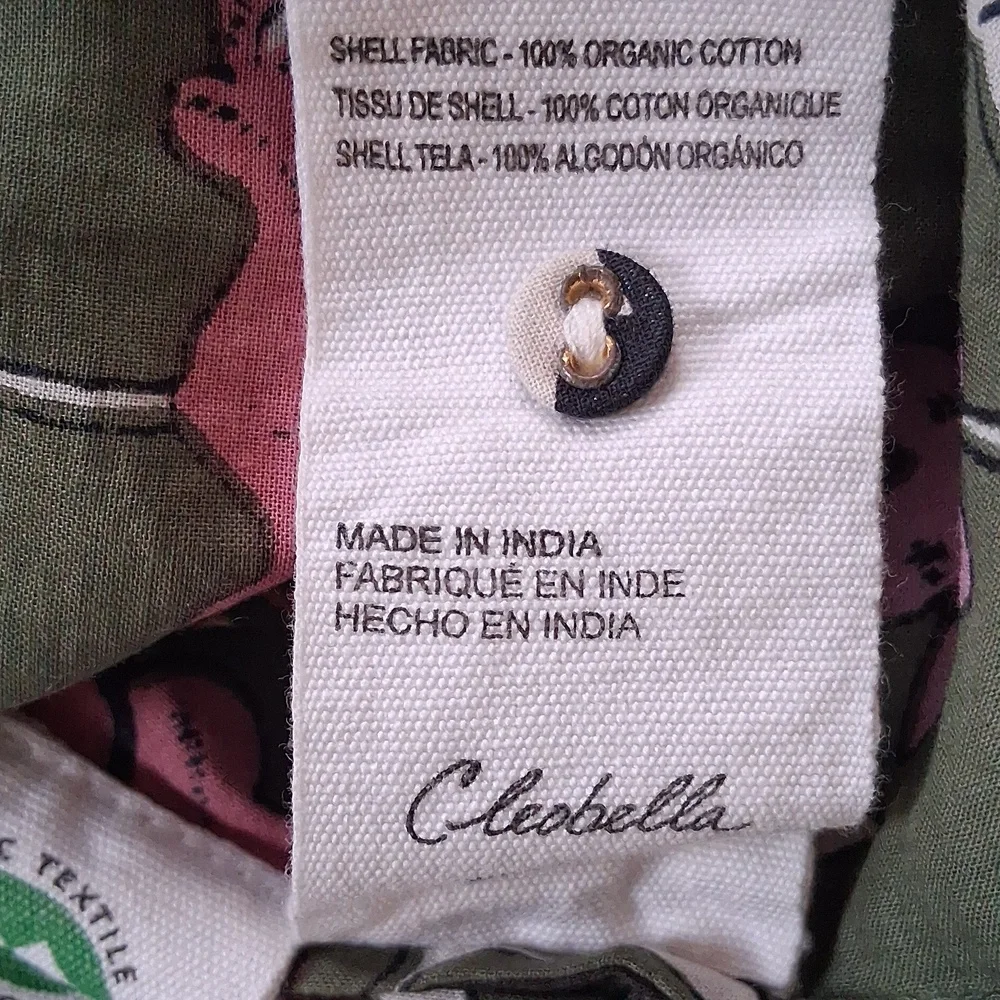 SHELL FABRIC - 100% ORGANIC COTTON
TISSU DE SHELL - 100% COTON ORGANIQUE
SHELL TELA - 100% ALGODÓN ORGÁNICO
MADE IN INDIA
FABRIQUÉ EN INDE
HECHO EN INDIA
Cleobella
TEXTILE